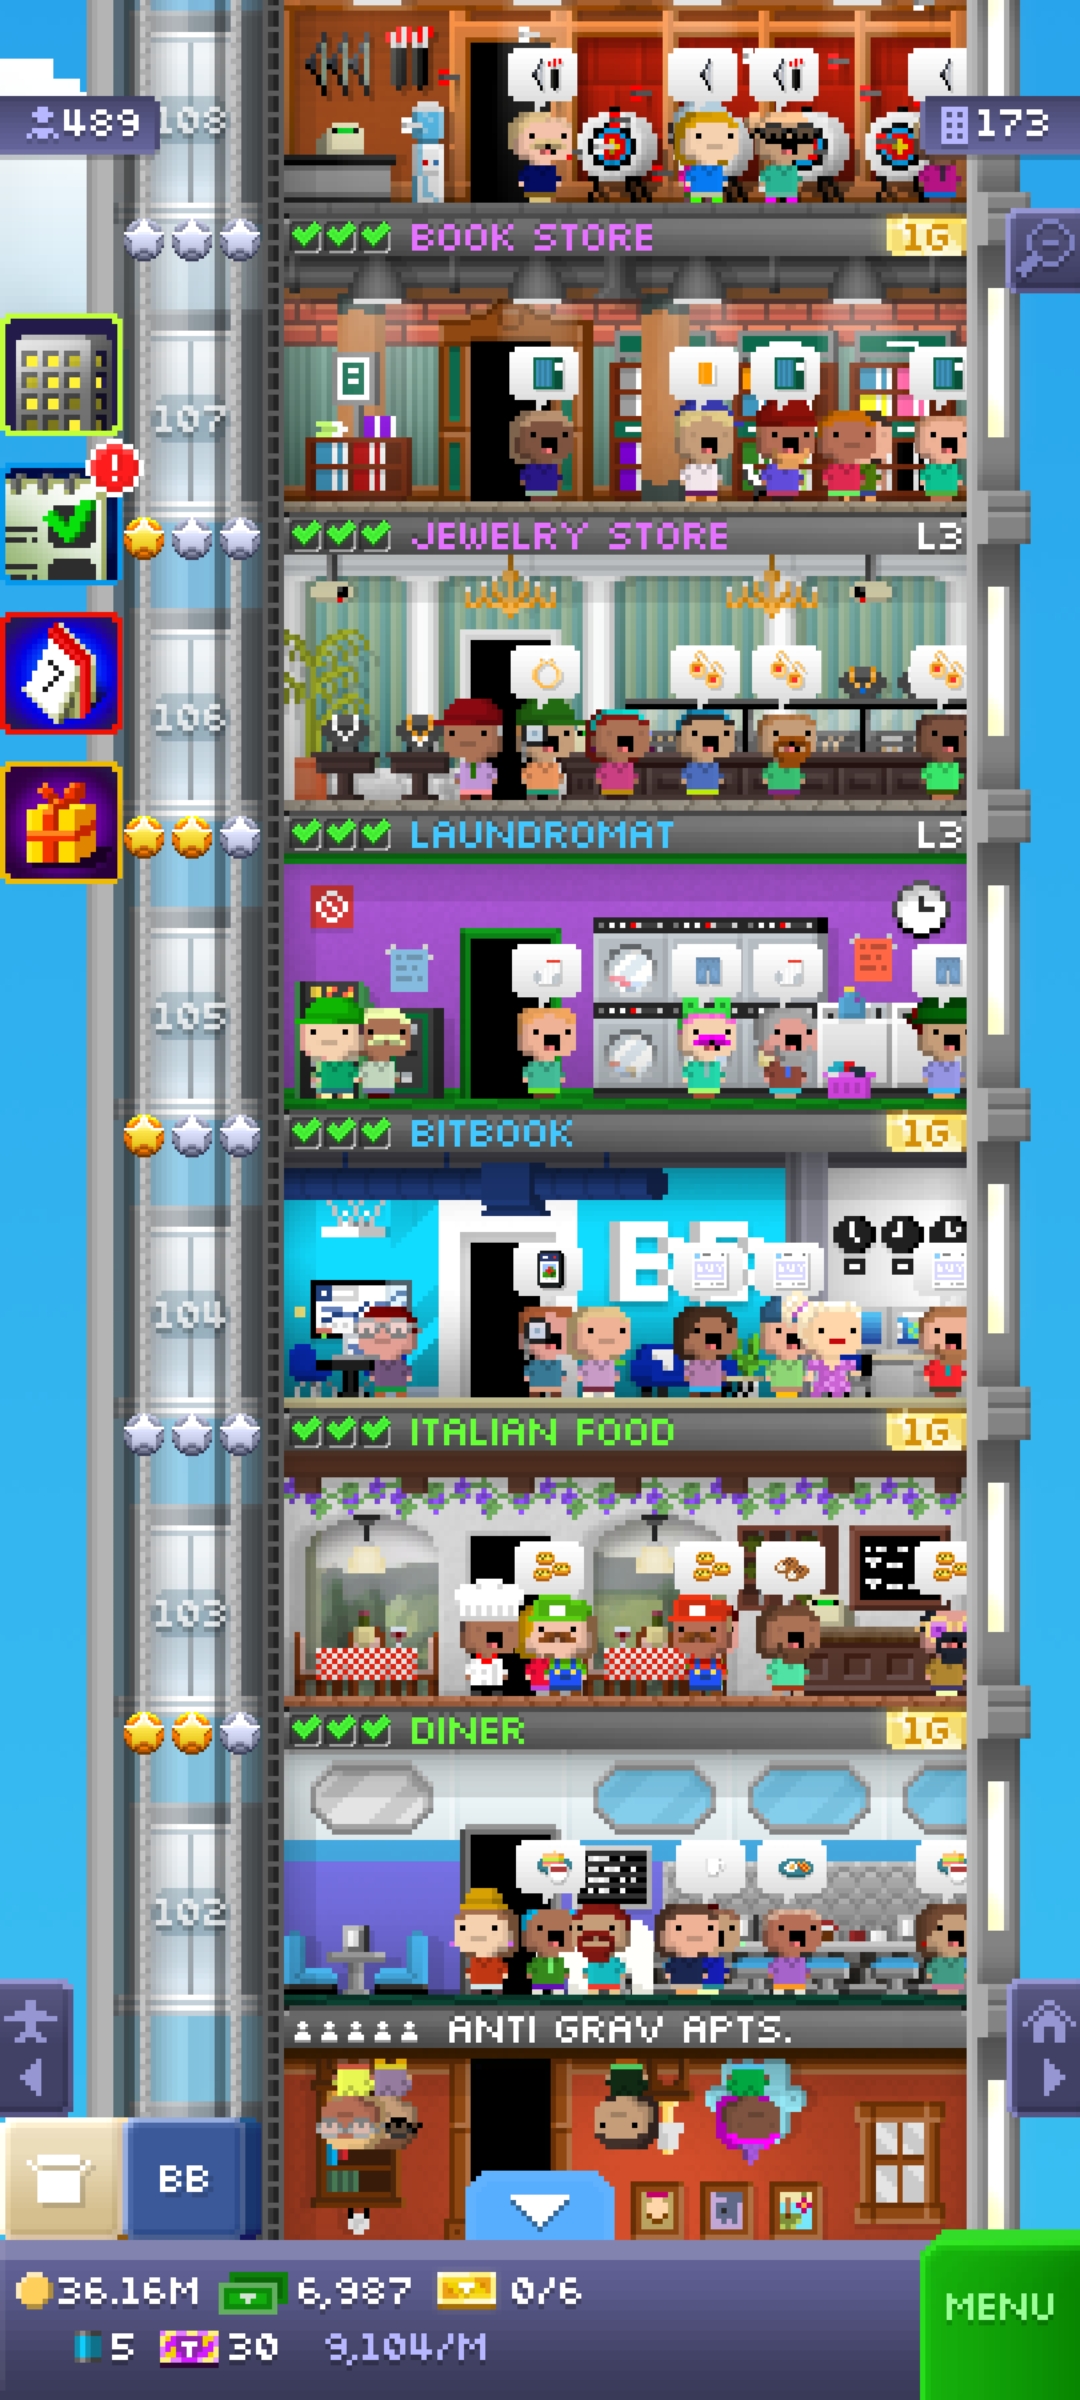 489
108
173
BOOK STORE
1G
107
JEWELRY STORE
L3
106
LAUNDROMAT
L3
105
BITBOOK
1G
104
ITALIAN FOOD
1G
103
DINER
1G
102
ANTI GRAV APTS.
BB
36.16M
6,987
0/6
MENU
5
T
30
9,104/M